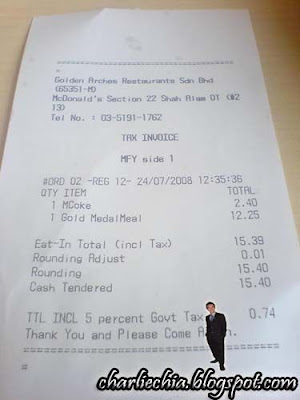 Golden Arches Restaurants Sdn Bhd
(65351-M)
McDonald's Section 22 Shah Alam DT (#2
13)
Tel No. : 03-5191-1762
TAX INVOICE
MFY side 1
#ORD 02 -REG 12- 24/07/2008 12:35:36
QTY ITEM TOTAL
1 MCoke 2.40
1 Gold MedalMeal 12.25
Eat-In Total (incl Tax) 15.39
Rounding Adjust 0.01
Rounding 15.40
Cash Tendered 15.40
TTL INCL 5 percent Govt Tax 0.74
Thank You and Please Come
charliechia.blogspot.com